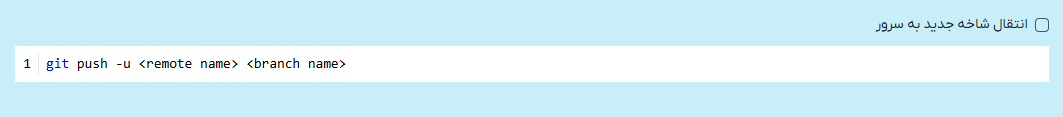 انتقال شاخه جدید به سرور
1 git push -u <remote name> <branch name>